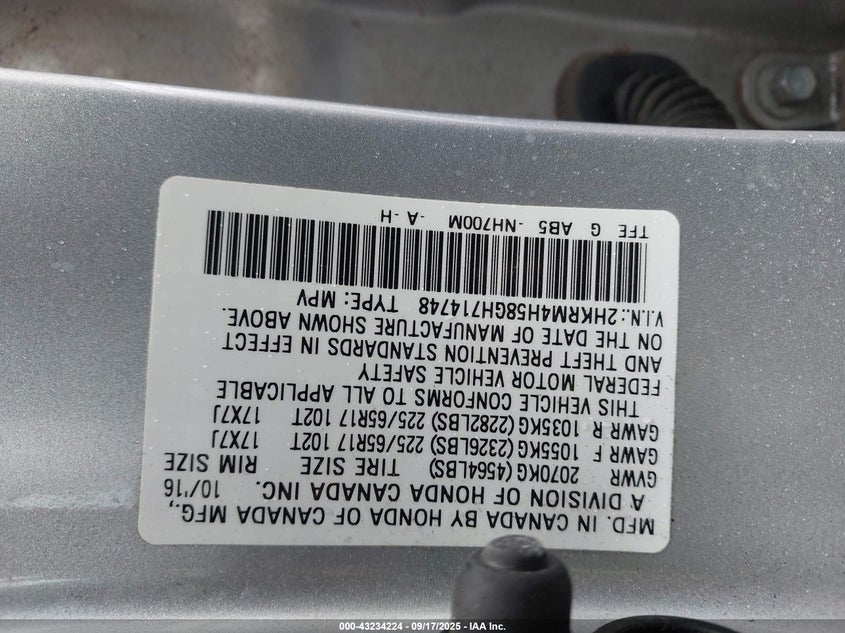 MFD. IN CANADA BY HONDA OF CANADA MFG.,
A DIVISION OF HONDA CANADA INC. 10/'16
GVWR 2070KG (4564LBS) TIRE SIZE RIM SIZE
GAWR F 1055KG (2326LBS) 225/65R17 102T 17X7J
GAWR R 1035KG (2282LBS) 225/65R17 102T 17X7J
THIS VEHICLE CONFORMS TO ALL APPLICABLE
FEDERAL MOTOR VEHICLE SAFETY
AND THEFT PREVENTION STANDARDS IN EFFECT
ON THE DATE OF MANUFACTURE SHOWN ABOVE.
V.I.N.: 2HKRM4H58GH714748 TYPE: MPV
TFE G AB5 -NH700M -A-H
000-43234224 - 09/17/2025 - IAA Inc.